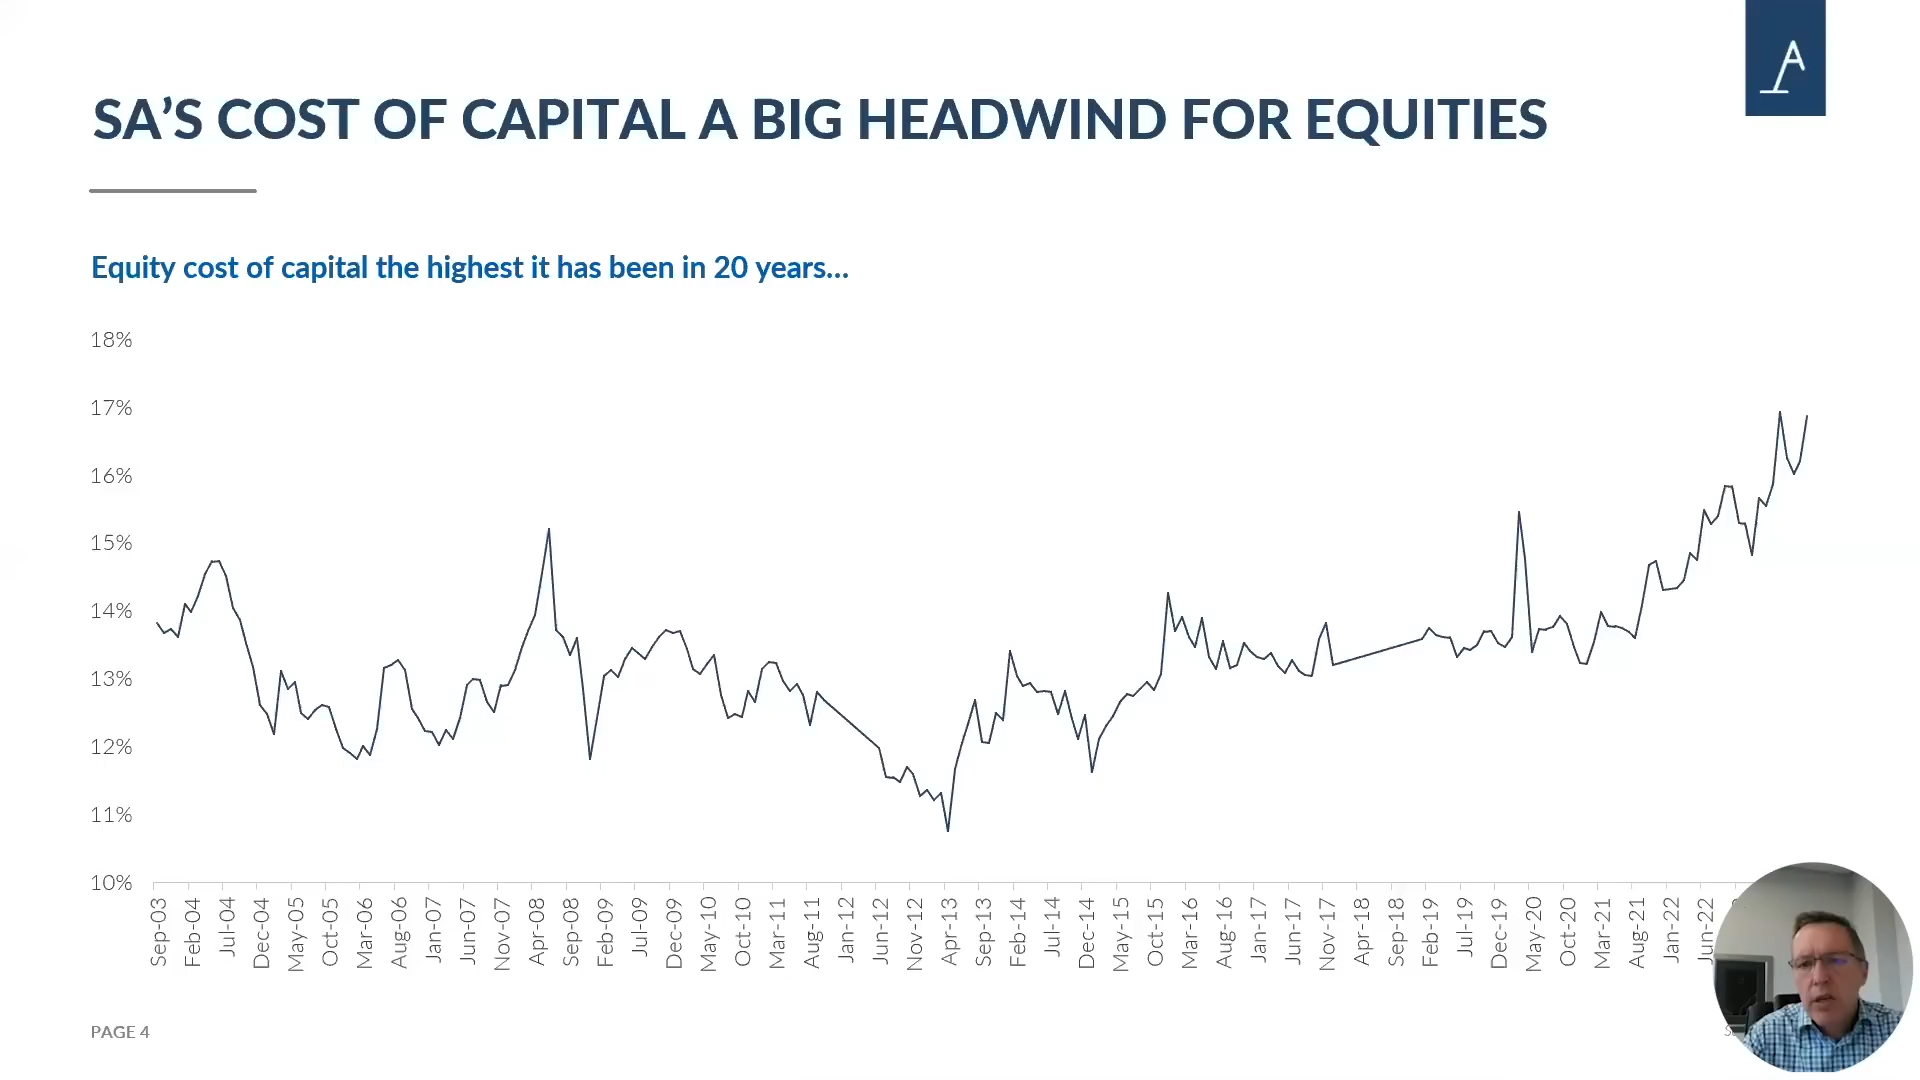 SA’S COST OF CAPITAL A BIG HEADWIND FOR EQUITIES
Equity cost of capital the highest it has been in 20 years...
18%
17%
16%
15%
14%
13%
12%
11%
10%
Sep-03
Feb-04
Jul-04
Dec-04
May-05
Oct-05
Mar-06
Aug-06
Jan-07
Jun-07
Nov-07
Apr-08
Sep-08
Feb-09
Jul-09
Dec-09
May-10
Oct-10
Mar-11
Aug-11
Jan-12
Jun-12
Nov-12
Apr-13
Sep-13
Feb-14
Jul-14
Dec-14
May-15
Oct-15
Mar-16
Aug-16
Jan-17
Jun-17
Nov-17
Apr-18
Sep-18
Feb-19
Jul-19
Dec-19
May-20
Oct-20
Mar-21
Aug-21
Jan-22
Jun-22
PAGE 4